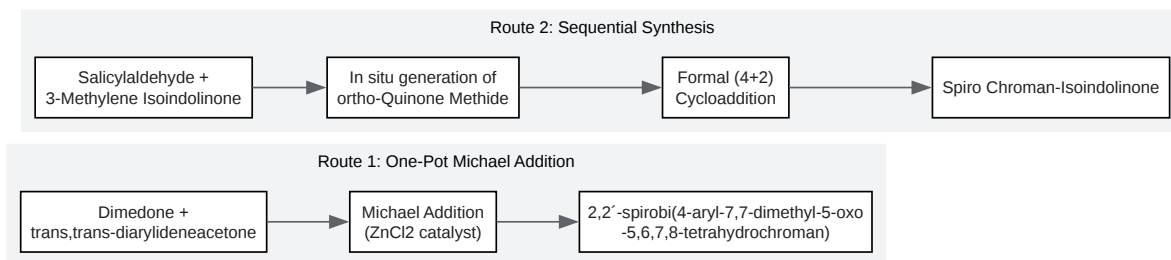 Route 2: Sequential Synthesis
Salicylaldehyde +
3-Methylene Isoindolinone
In situ generation of
ortho-Quinone Methide
Formal (4+2)
Cycloaddition
Spiro Chroman-Isoindolinone
Route 1: One-Pot Michael Addition
Dimedone +
trans,trans-diarylideneacetone
Michael Addition
(ZnCl2 catalyst)
2,2´-spirobi(4-aryl-7,7-dimethyl-5-oxo
-5,6,7,8-tetrahydrochroman)